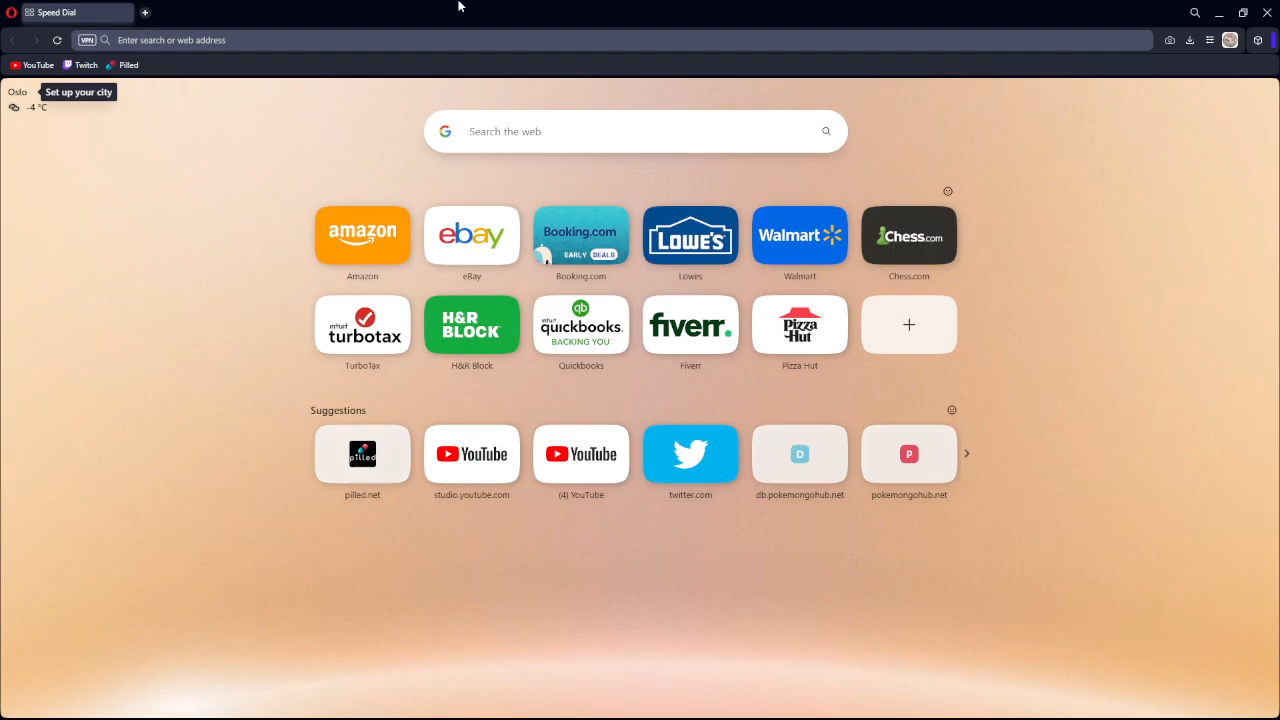 Speed Dial
VPN
Enter search or web address
YouTube
Twitch
Pilled
Oslo
Set up your city
-4 °C
Search the web
amazon
ebay
Booking.com
EARLY DEALS
LOWE'S
Walmart
Chess.com
Amazon
eBay
Booking.com
Lowes
Walmart
Chess.com
intuit
turbotax
H&R
BLOCK
qb
intuit
quickbooks.
BACKING YOU
fiverr.
Pizza
Hut
TurboTax
H&R Block
Quickbooks
Fiverr
Pizza Hut
Suggestions
pilled
YouTube
YouTube
D
P
pilled.net
studio.youtube.com
(4) YouTube
twitter.com
db.pokemongohub.net
pokemongohub.net